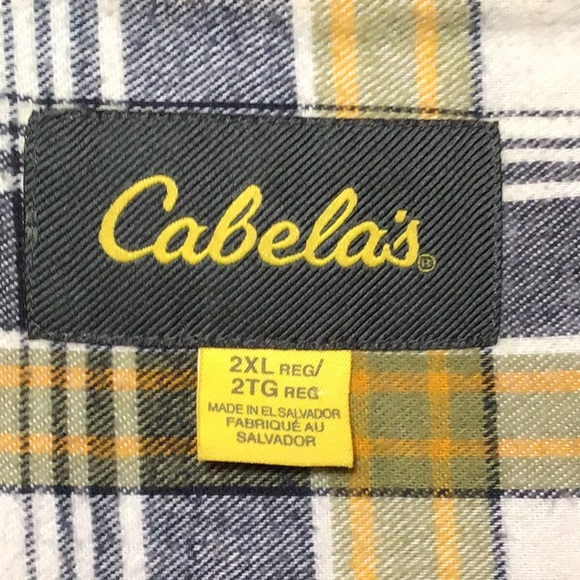 Cabela's®
2XL REG/
2TG REG
MADE IN EL SALVADOR
FABRIQUÉ AU
SALVADOR